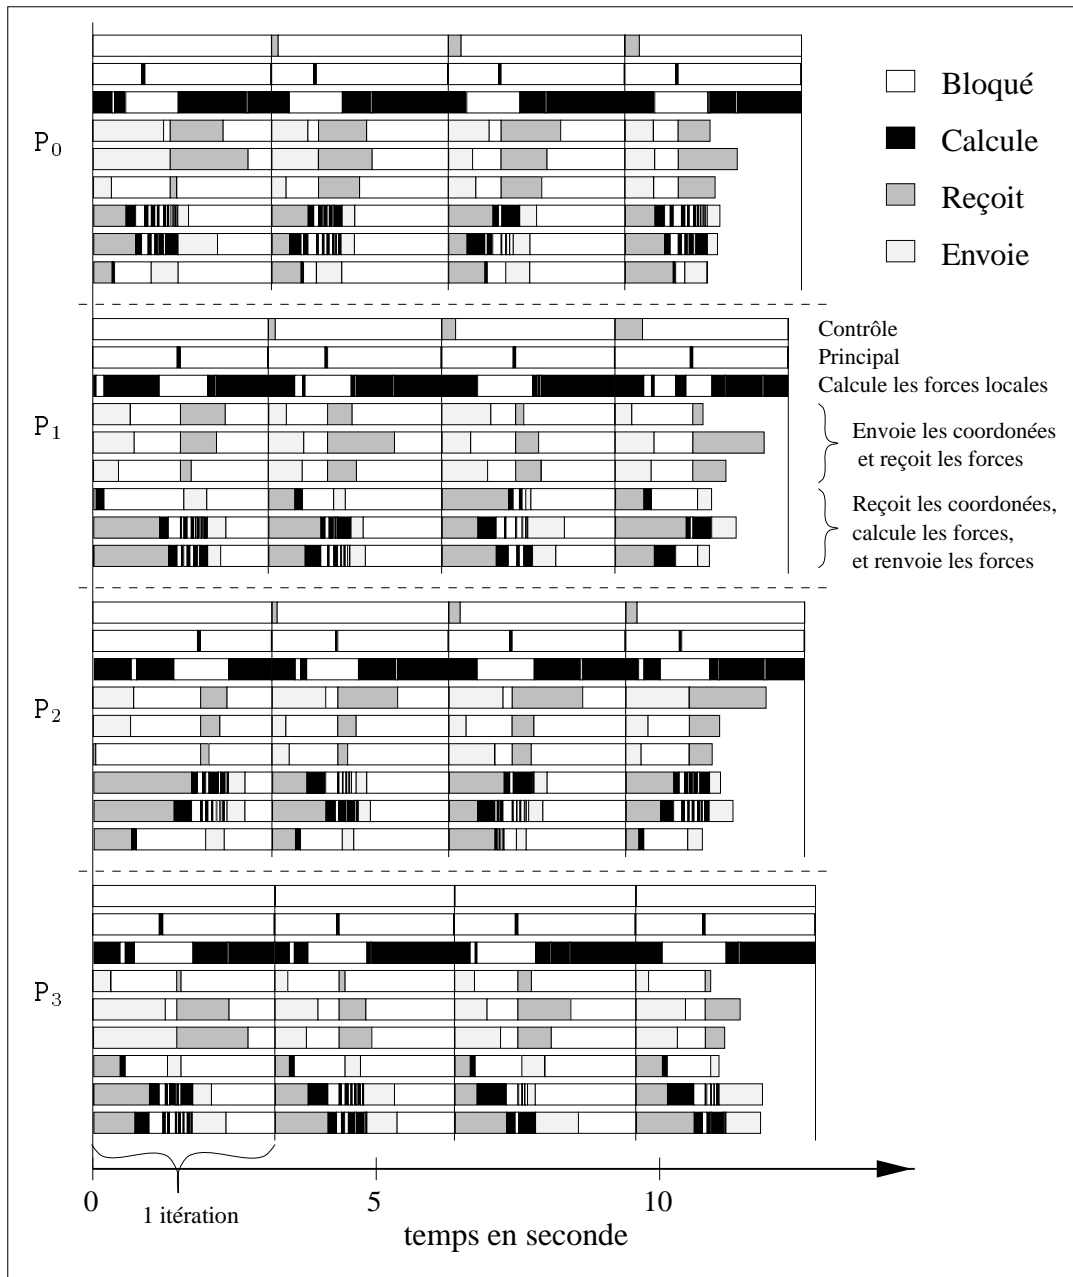 Bloqué
Calcule
Reçoit
Envoie
P0
Contrôle
Principal
Calcule les forces locales
P1
Envoie les coordonées
et reçoit les forces
Reçoit les coordonées,
calcule les forces,
et renvoie les forces
P2
P3
0
5
10
1 itération
temps en seconde